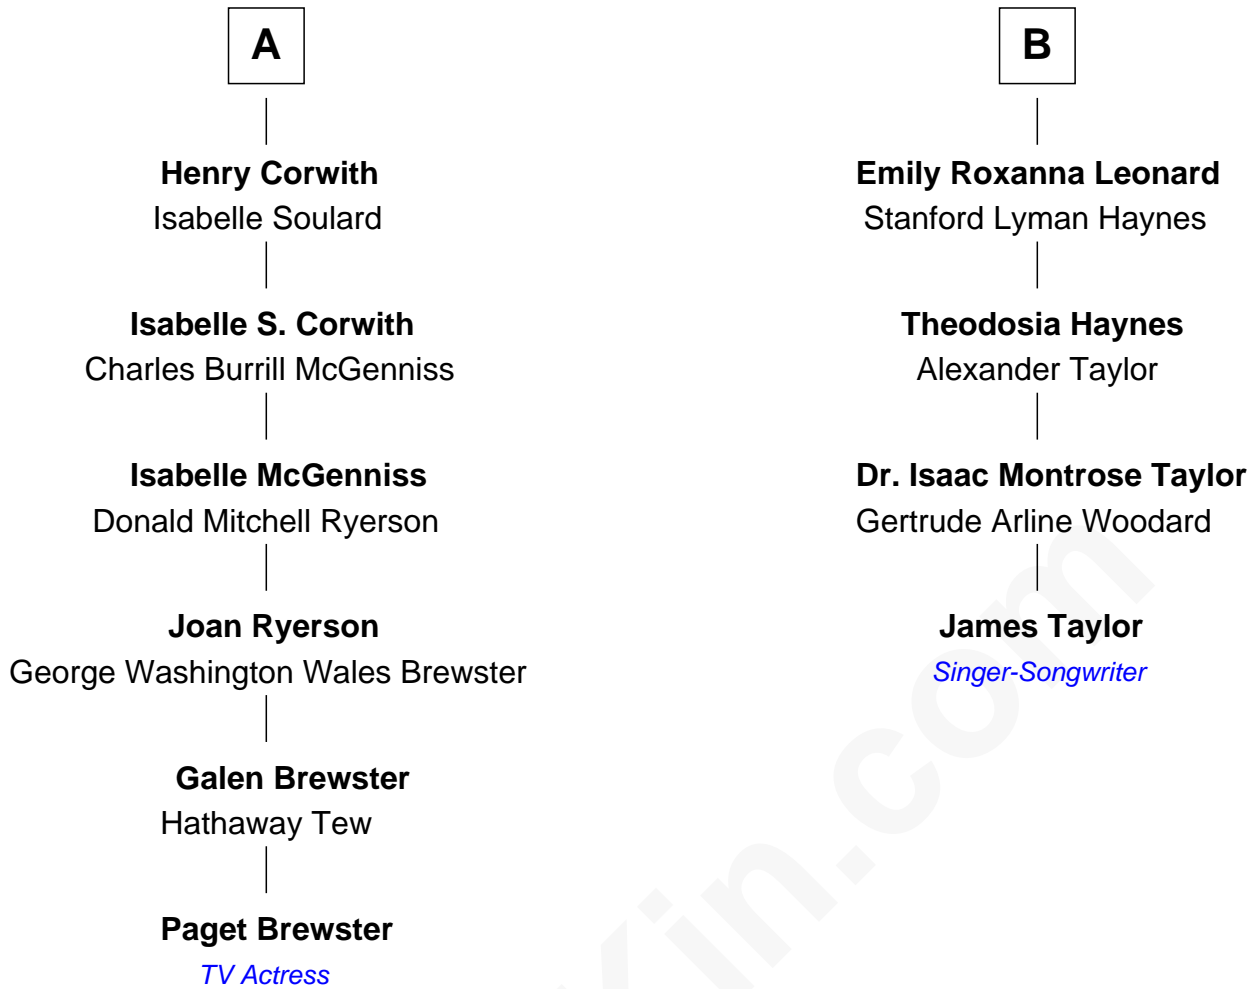 A
Henry Corwith
Isabelle Soulard
Isabelle S. Corwith
Charles Burrill McGenniss
Isabelle McGenniss
Donald Mitchell Ryerson
Joan Ryerson
George Washington Wales Brewster
Galen Brewster
Hathaway Tew
Paget Brewster
TV Actress
B
Emily Roxanna Leonard
Stanford Lyman Haynes
Theodosia Haynes
Alexander Taylor
Dr. Isaac Montrose Taylor
Gertrude Arline Woodard
James Taylor
Singer-Songwriter
Kin.com